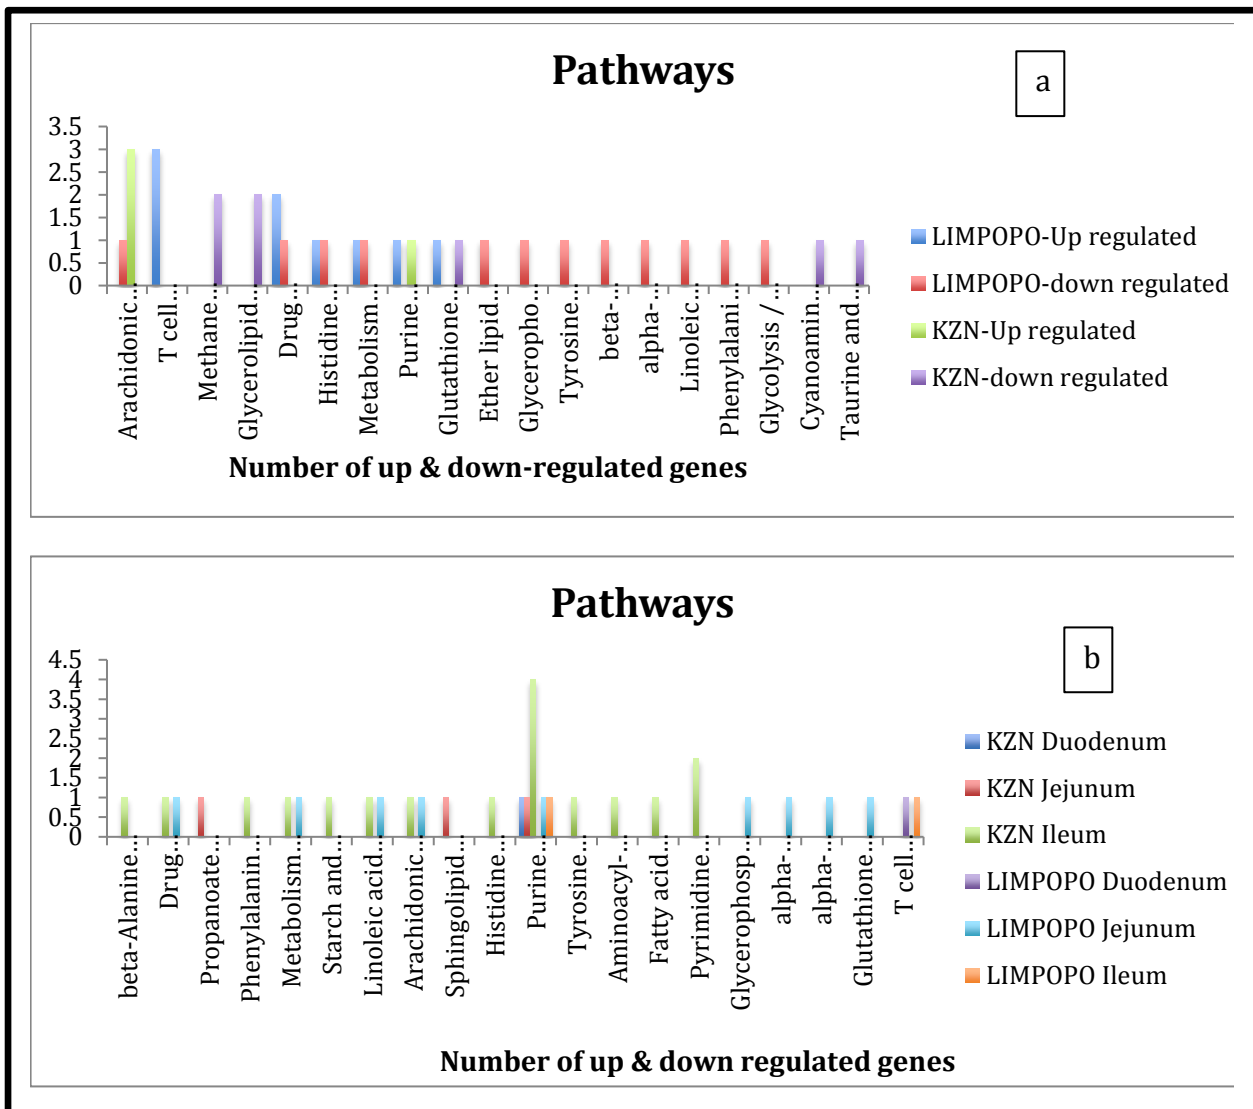 Pathways
a
3.5
3
2.5
2
1.5
1
0.5
0
Arachidonic...
T cell...
Methane...
Glycerolipid...
Drug...
Histidine...
Metabolism...
Purine...
Glutathione...
Ether lipid...
Glyceropho...
Tyrosine...
beta-...
alpha-...
Linoleic...
Phenylalani...
Glycolysis /...
Cyanoamin...
Taurine and...
Number of up & down-regulated genes
LIMPOPO-Up regulated
LIMPOPO-down regulated
KZN-Up regulated
KZN-down regulated
Pathways
b
4.5
4
3.5
3
2.5
2
1.5
1
0.5
0
beta-Alanine...
Drug...
Propanoate...
Phenylalanin...
Metabolism...
Starch and...
Linoleic acid...
Arachidonic...
Sphingolipid...
Histidine...
Purine...
Tyrosine...
Aminoacyl-...
Fatty acid...
Pyrimidine...
Glycerophosp...
alpha-...
alpha-...
Glutathione...
T cell...
Number of up & down regulated genes
KZN Duodenum
KZN Jejunum
KZN Ileum
LIMPOPO Duodenum
LIMPOPO Jejunum
LIMPOPO Ileum